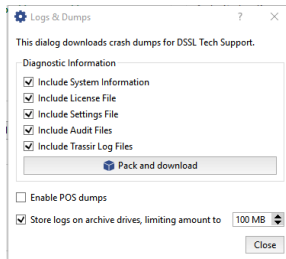 Logs & Dumps
This dialog downloads crash dumps for DSSL Tech Support.
Diagnostic Information
Include System Information
Include License File
Include Settings File
Include Audit Files
Include Trassir Log Files
Pack and download
Enable POS dumps
Store logs on archive drives, limiting amount to 100 MB
Close